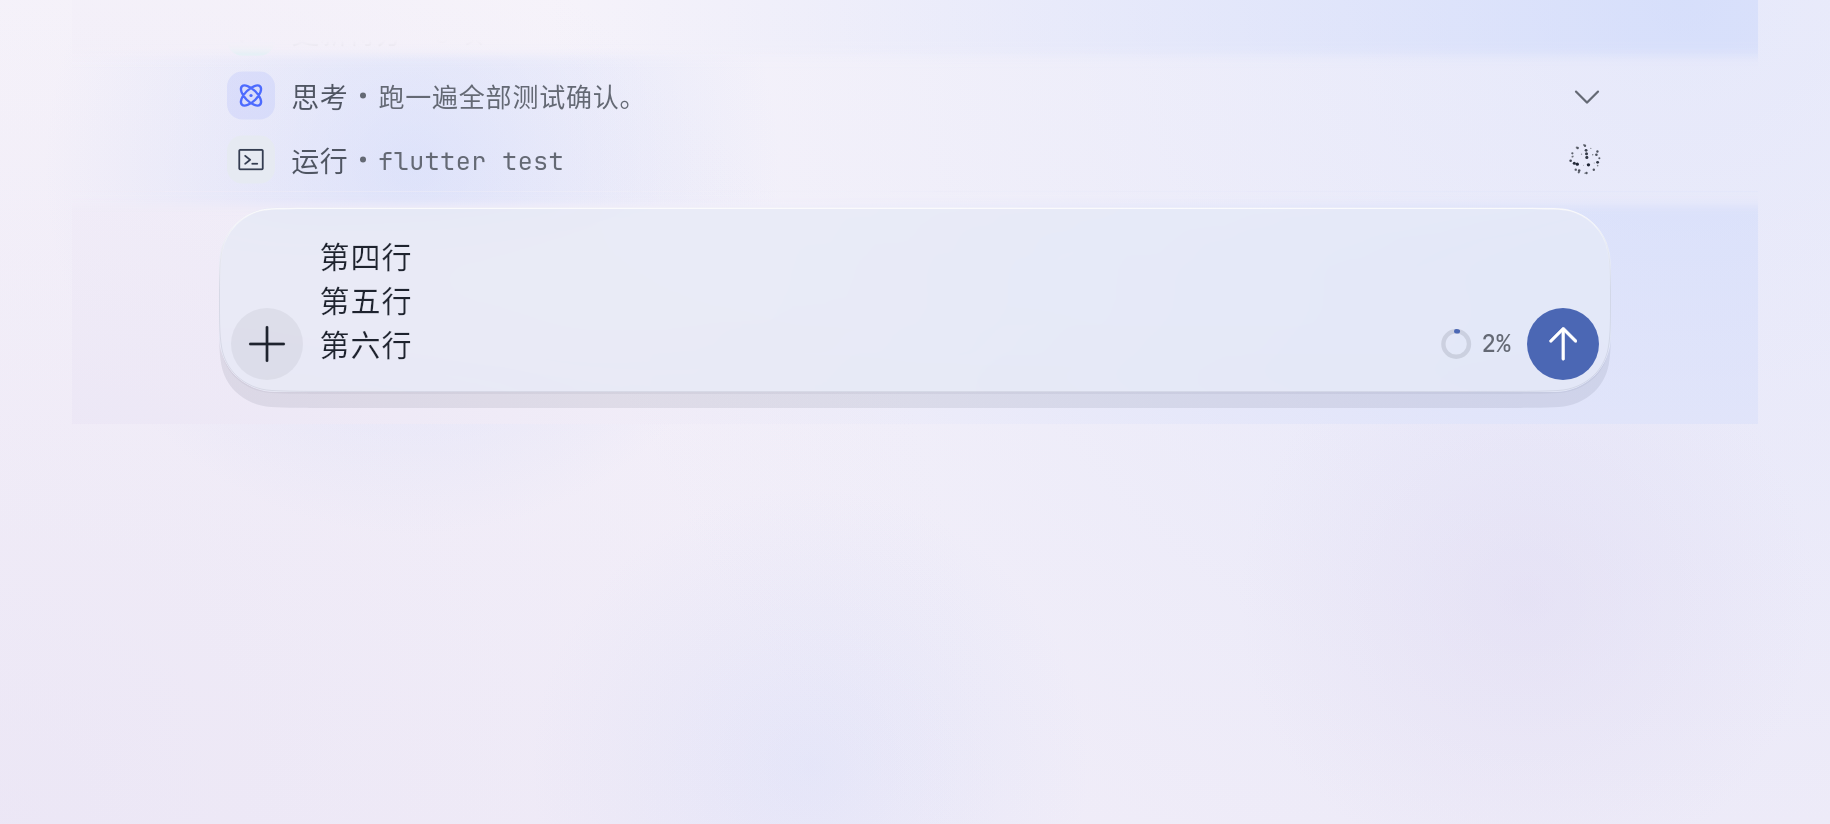 思考・跑一遍全部测试确认。
运行・flutter test
第四行
第五行
第六行
2%